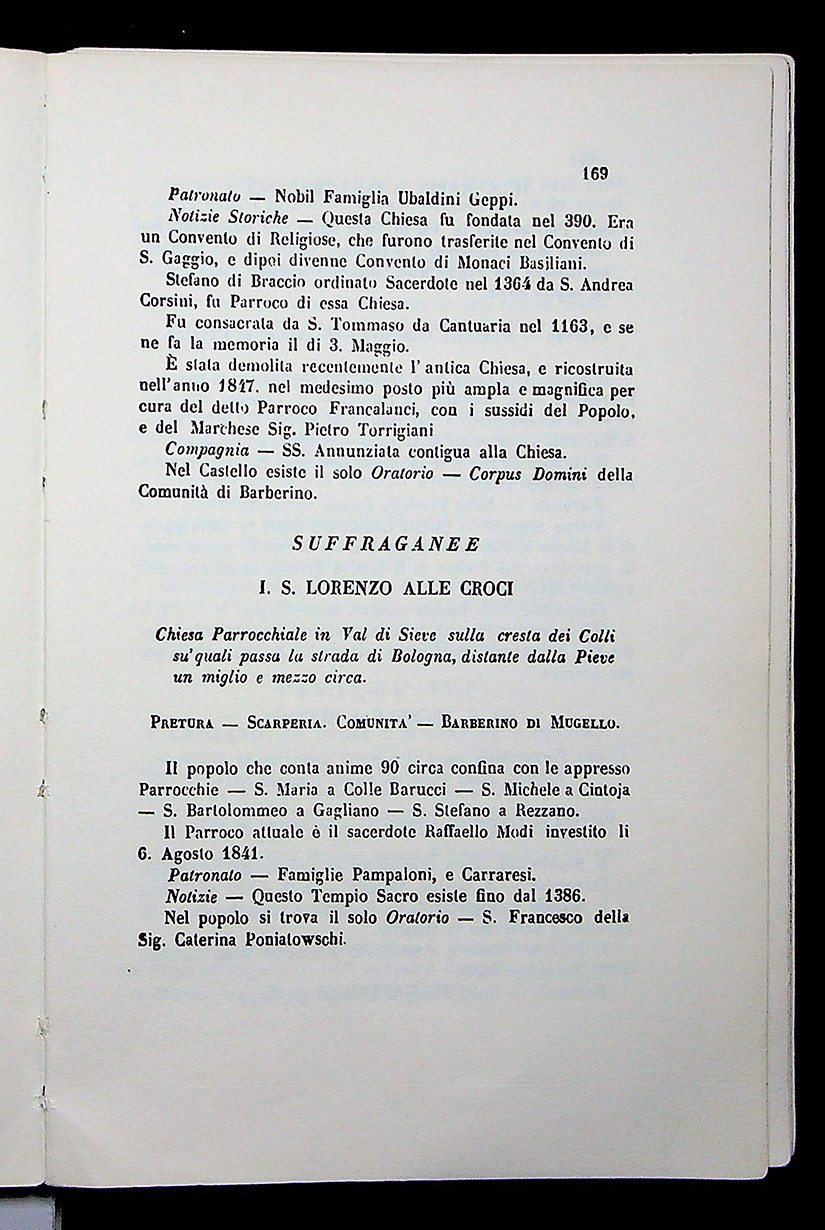 169
Patronato — Nobil Famiglia Ubaldini Geppi.
Notizie Storiche — Questa Chiesa fu fondata nel 390. Era
un Convento di Religiose, che furono trasferite nel Convento di
S. Gaggio, e dipoi divenne Convento di Monaci Basiliani.
Stefano di Braccio ordinato Sacerdote nel 1364 da S. Andrea
Corsini, fu Parroco di essa Chiesa.
Fu consacrata da S. Tommaso da Cantuaria nel 1163, e se
ne fa la memoria il di 3. Maggio.
È stata demolita recentemente l'antica Chiesa, e ricostruita
nell'anno 1847. nel medesimo posto più ampla e magnifica per
cura del detto Parroco Francalanci, con i sussidi del Popolo,
e del Marchese Sig. Pietro Torrigiani
Compagnia — SS. Annunziata contigua alla Chiesa.
Nel Castello esiste il solo Oratorio — Corpus Domini della
Comunità di Barberino.
SUFFRAGANEE
I. S. LORENZO ALLE CROCI
Chiesa Parrocchiale in Val di Sieve sulla cresta dei Colli
su'quali passa la strada di Bologna, distante dalla Pieve
un miglio e mezzo circa.
PRETURA — SCARPERIA. COMUNITA' — BARBERINO DI MUGELLO.
Il popolo che conta anime 90 circa confina con le appresso
Parrocchie — S. Maria a Colle Barucci — S. Michele a Cintoja
— S. Bartolommeo a Gagliano — S. Stefano a Rezzano.
Il Parroco attuale è il sacerdote Raffaello Modi investito li
6. Agosto 1841.
Patronato — Famiglie Pampaloni, e Carraresi.
Notizie — Questo Tempio Sacro esiste fino dal 1386.
Nel popolo si trova il solo Oratorio — S. Francesco della
Sig. Caterina Poniatowschi.